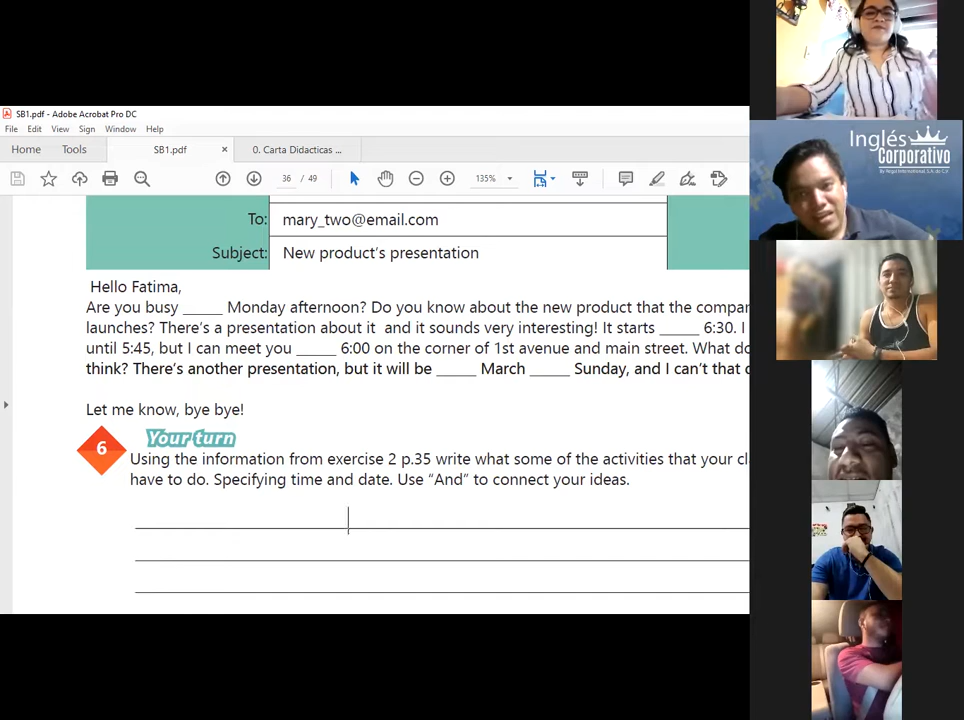 SB1.pdf - Adobe Acrobat Pro DC
File Edit View Sign Window Help
Home Tools SB1.pdf × 0. Carta Didacticas ...
36 / 49 135%
To: mary_two@email.com
Subject: New product's presentation
Hello Fatima,
Are you busy _____ Monday afternoon? Do you know about the new product that the compan
launches? There's a presentation about it and it sounds very interesting! It starts _____ 6:30. I
until 5:45, but I can meet you _____ 6:00 on the corner of 1st avenue and main street. What do
think? There's another presentation, but it will be _____ March _____ Sunday, and I can't that
Let me know, bye bye!
6 Your turn
Using the information from exercise 2 p.35 write what some of the activities that your cl
have to do. Specifying time and date. Use “And” to connect your ideas.
Inglés
Corporativo